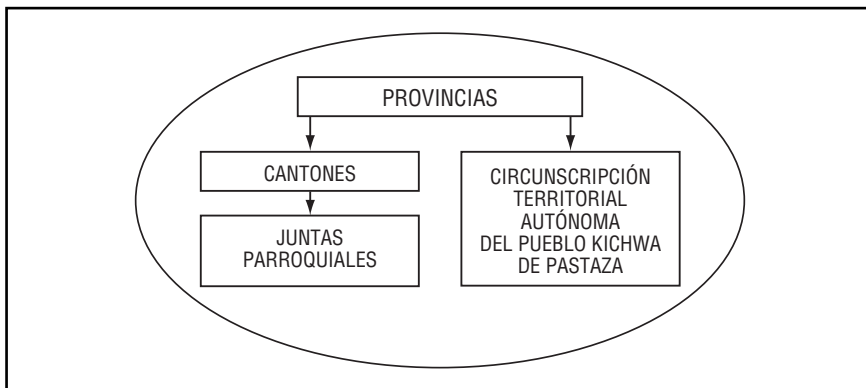 PROVINCIAS
CANTONES
JUNTAS
PARROQUIALES
CIRCUNSCRIPCIÓN
TERRITORIAL
AUTÓNOMA
DEL PUEBLO KICHWA
DE PASTAZA